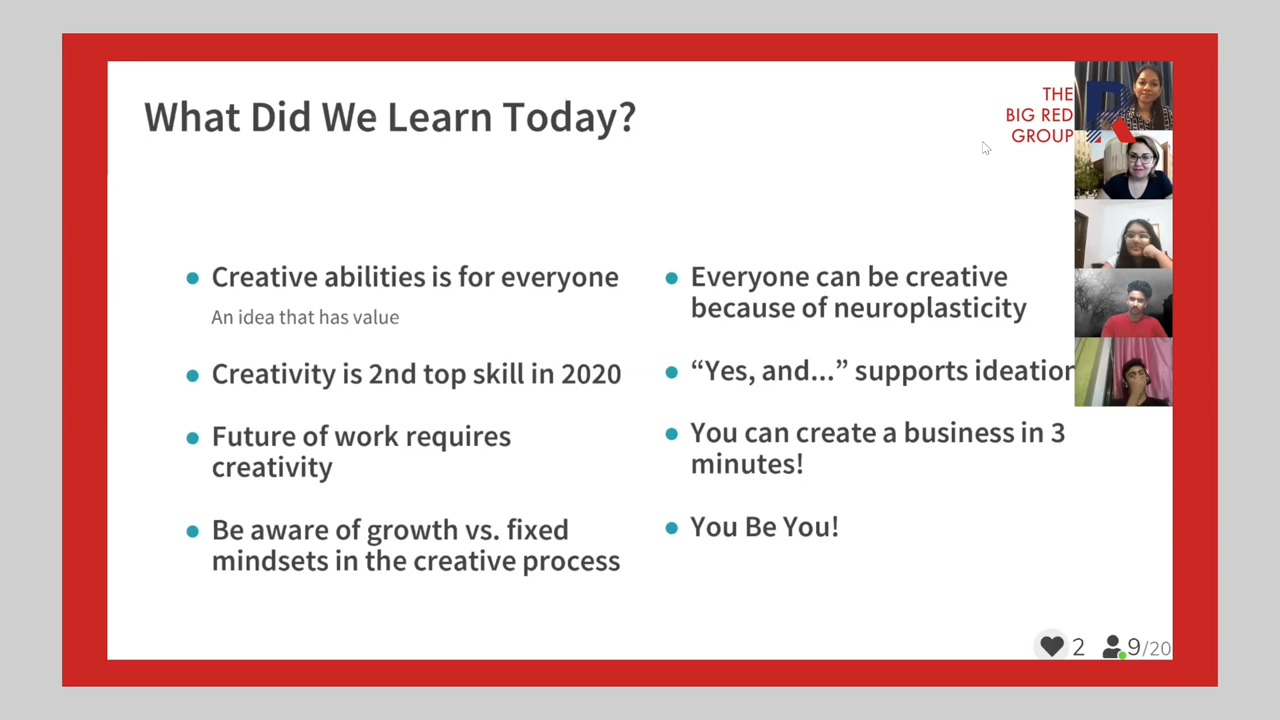 What Did We Learn Today?
THE
BIG RED
GROUP
Creative abilities is for everyone
An idea that has value
Creativity is 2nd top skill in 2020
Future of work requires
creativity
Be aware of growth vs. fixed
mindsets in the creative process
Everyone can be creative
because of neuroplasticity
“Yes, and...” supports ideation
You can create a business in 3
minutes!
You Be You!
2
9/20